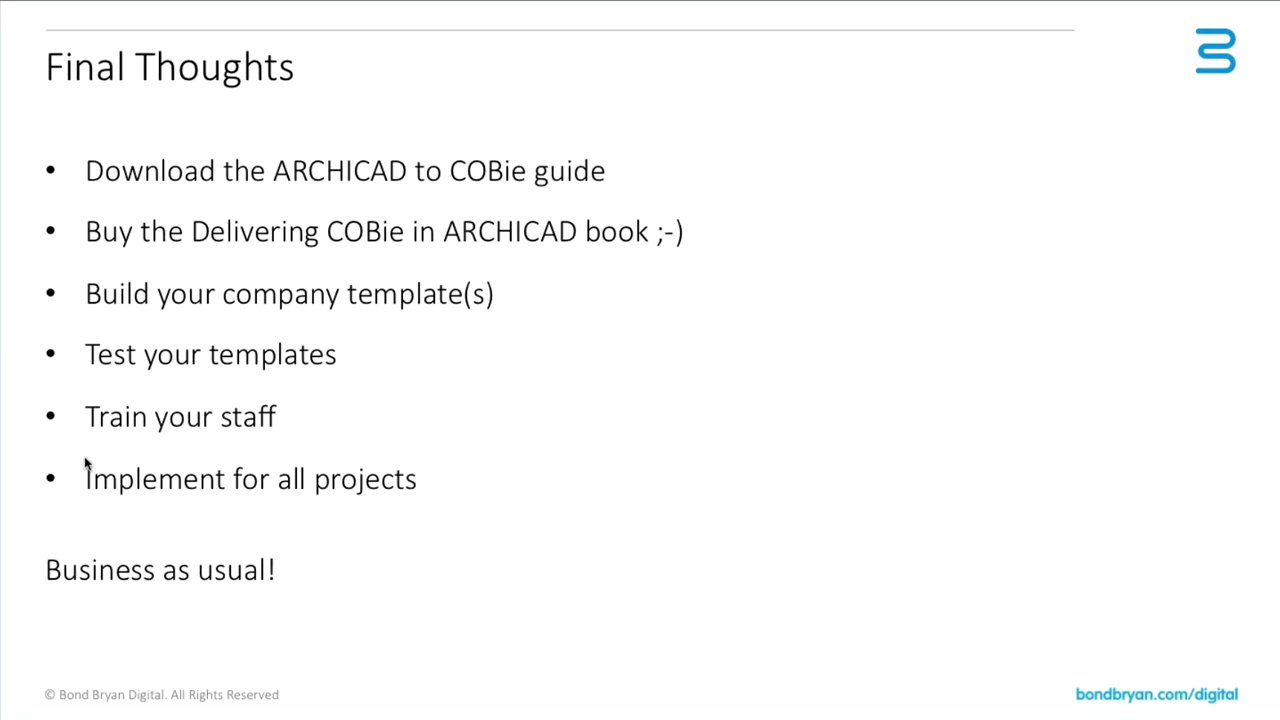 Final Thoughts
• Download the ARCHICAD to COBie guide
• Buy the Delivering COBie in ARCHICAD book ;-)
• Build your company template(s)
• Test your templates
• Train your staff
• Implement for all projects
Business as usual!
© Bond Bryan Digital. All Rights Reserved
bondbryan.com/digital